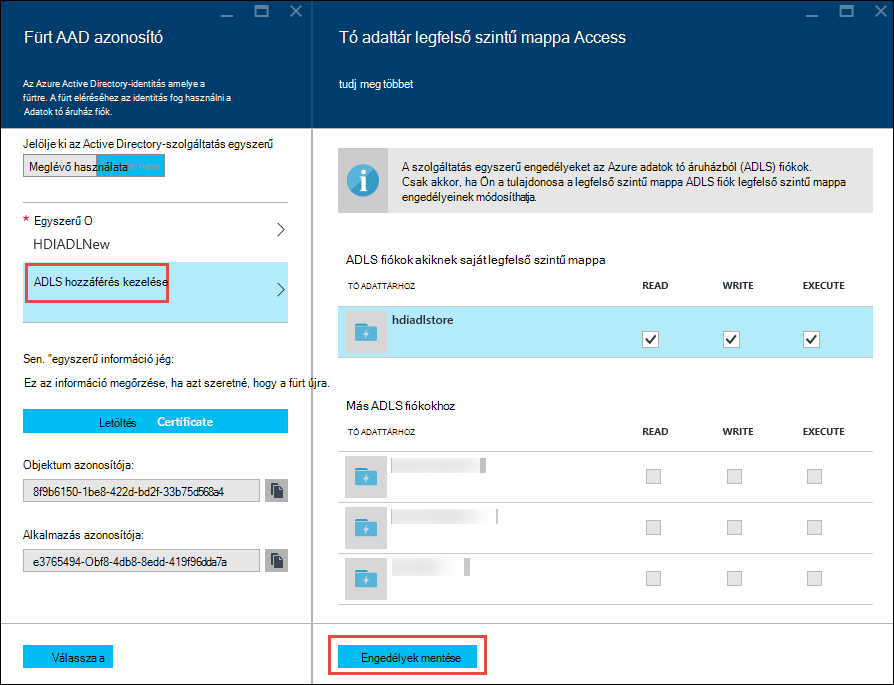 Fürt AAD azonosító
Az Azure Active Directory-identitás amelye a
fürtre. A fürt eléréséhez az identitás fog használni a
Adatok tó áruház fiók.
Jelölje ki az Active Directory-szolgáltatás egyszerű
Meglévő használata
* Egyszerű O
HDIADLNew
ADLS hozzáférés kezelése
Sen. "egyszerű információ jég:
Ez az információ megőrzése, ha azt szeretné, hogy a fürt újra.
Letöltés Certificate
Objektum azonosítója:
8f9b6150-1be8-422d-bd2f-33b75d568a4
Alkalmazás azonosítója:
e3765494-Obf8-4db8-8edd-419f96dda7a
Válassza a
Tó adattár legfelső szintű mappa Access
tudj meg többet
A szolgáltatás egyszerű engedélyeket az Azure adatok tó áruházból (ADLS) fiókok.
Csak akkor, ha Ön a tulajdonosa a legfelső szintű mappa ADLS fiók legfelső szintű mappa
engedélyeinek módosíthatja.
ADLS fiókok akiknek saját legfelső szintű mappa
TÓ ADATTÁRHOZ READ WRITE EXECUTE
hdiadlstore
Más ADLS fiókokhoz
TÓ ADATTÁRHOZ READ WRITE EXECUTE
Engedélyek mentése